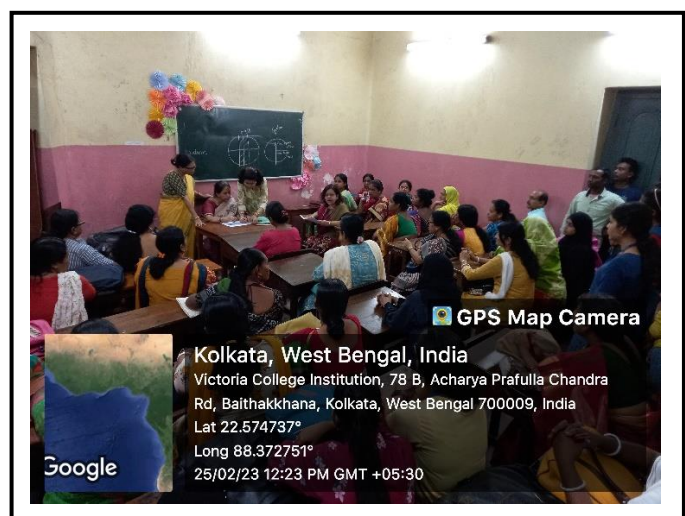 GPS Map Camera
Kolkata, West Bengal, India
Victoria College Institution, 78 B, Acharya Prafulla Chandra
Rd, Baithakkhana, Kolkata, West Bengal 700009, India
Lat 22.574737°
Long 88.372751°
25/02/23 12:23 PM GMT +05:30
Google